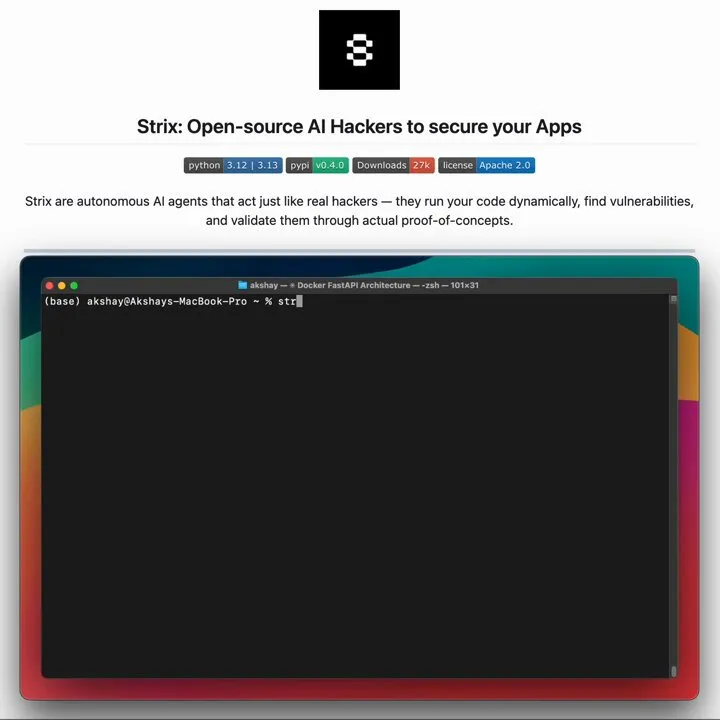 Strix: Open-source AI Hackers to secure your Apps
python 3.12 | 3.13 pypi v0.4.0 Downloads 27k license Apache 2.0
Strix are autonomous AI agents that act just like real hackers — they run your code dynamically, find vulnerabilities,
and validate them through actual proof-of-concepts.
akshay — ✳ Docker FastAPI Architecture — -zsh — 101×31
(base) akshay@Akshays-MacBook-Pro ~ % str